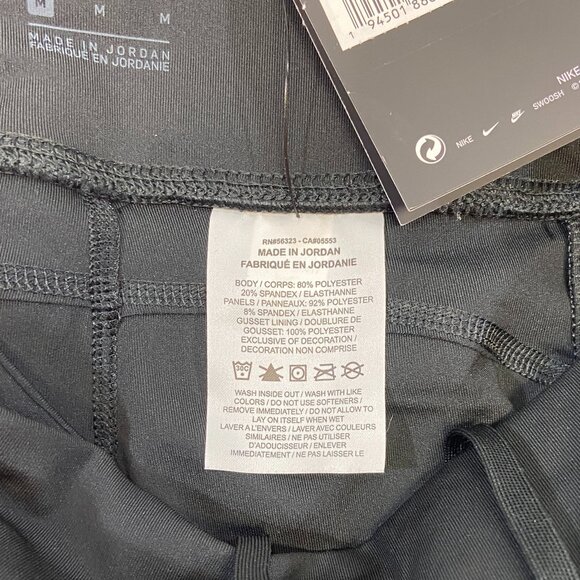 M M M
MADE IN JORDAN
FABRIQUÉ EN JORDANIE
1 94501
NIKE
SWOOSH
NIKE
RN#56323 - CA#05553
MADE IN JORDAN
FABRIQUÉ EN JORDANIE
BODY / CORPS: 80% POLYESTER
20% SPANDEX / ELASTHANNE
PANELS / PANNEAUX: 92% POLYESTER
8% SPANDEX / ELASTHANNE
GUSSET LINING / DOUBLURE DE
GOUSSET: 100% POLYESTER
EXCLUSIVE OF DECORATION /
DECORATION NON COMPRISE
30C
WASH INSIDE OUT / WASH WITH LIKE
COLORS / DO NOT USE SOFTENERS /
REMOVE IMMEDIATELY / DO NOT ALLOW TO
LAY ON ITSELF WHEN WET
LAVER A L'ENVERS / LAVER AVEC COULEURS
SIMILAIRES / NE PAS UTILISER
D'ADOUCISSEUR / ENLEVER
IMMÉDIATEMENT / NE PAS LAISSER LE